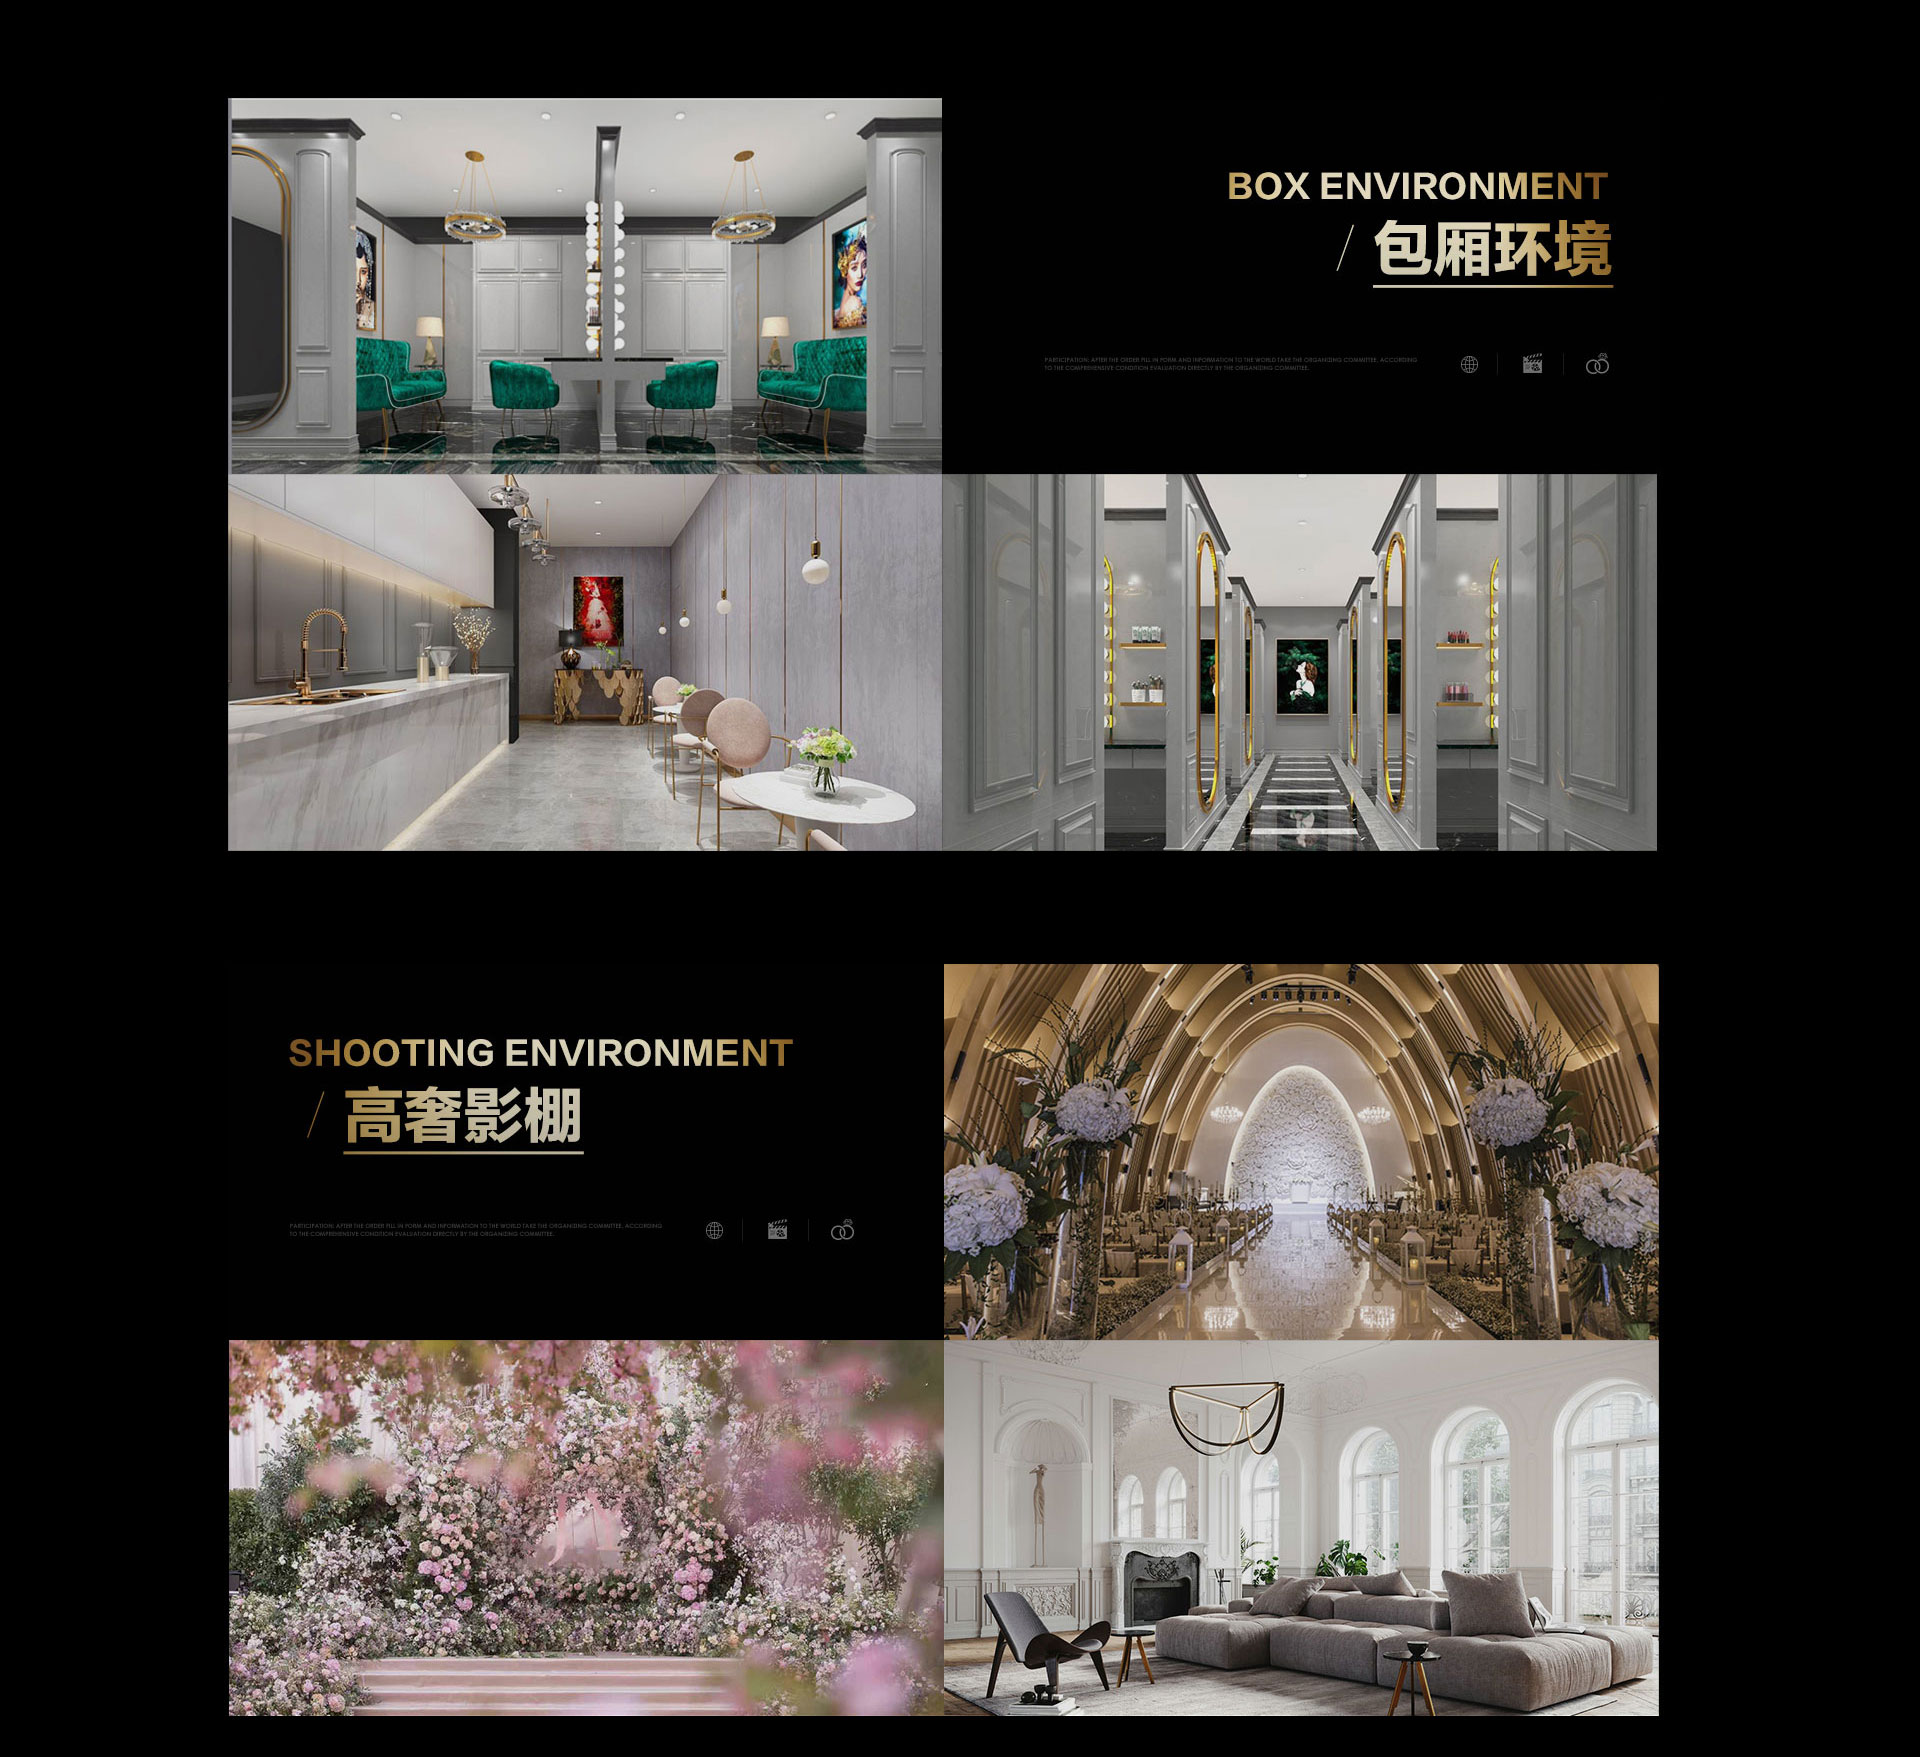 BOX ENVIRONMENT
/ 包厢环境
PARTICIPATION: AFTER THE ORDER FILL IN FORM AND INFORMATION TO THE WORLD TAKE THE ORGANIZING COMMITTEE, ACCORDING
TO THE COMPREHENSIVE CONDITION EVALUATION DIRECTLY BY THE ORGANIZING COMMITTEE.
SHOOTING ENVIRONMENT
/ 高奢影棚
PARTICIPATION: AFTER THE ORDER FILL IN FORM AND INFORMATION TO THE WORLD TAKE THE ORGANIZING COMMITTEE, ACCORDING
TO THE COMPREHENSIVE CONDITION EVALUATION DIRECTLY BY THE ORGANIZING COMMITTEE.